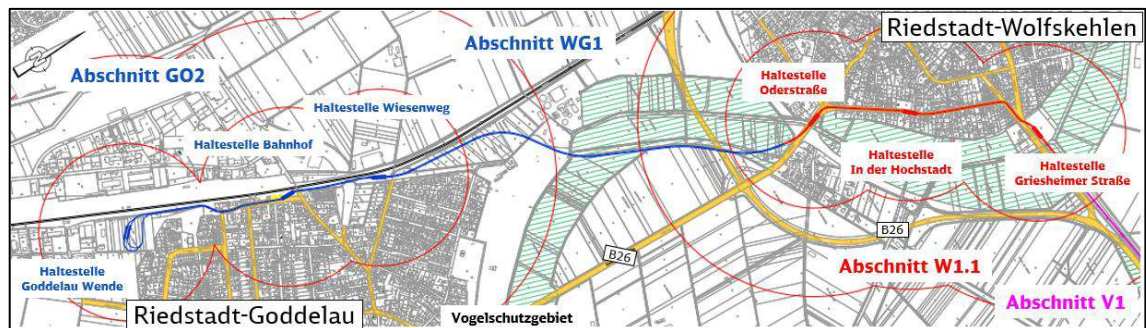 Riedstadt-Wolfskehlen
Abschnitt WG1
Abschnitt GO2
Haltestelle
Oderstraße
Haltestelle Wiesenweg
Haltestelle Bahnhof
Haltestelle
In der Hochstadt
Haltestelle
Griesheimer Straße
B26
B26
Haltestelle
Goddelau Wende
Abschnitt W1.1
Abschnitt V1
Riedstadt-Goddelau
Vogelschutzgebiet